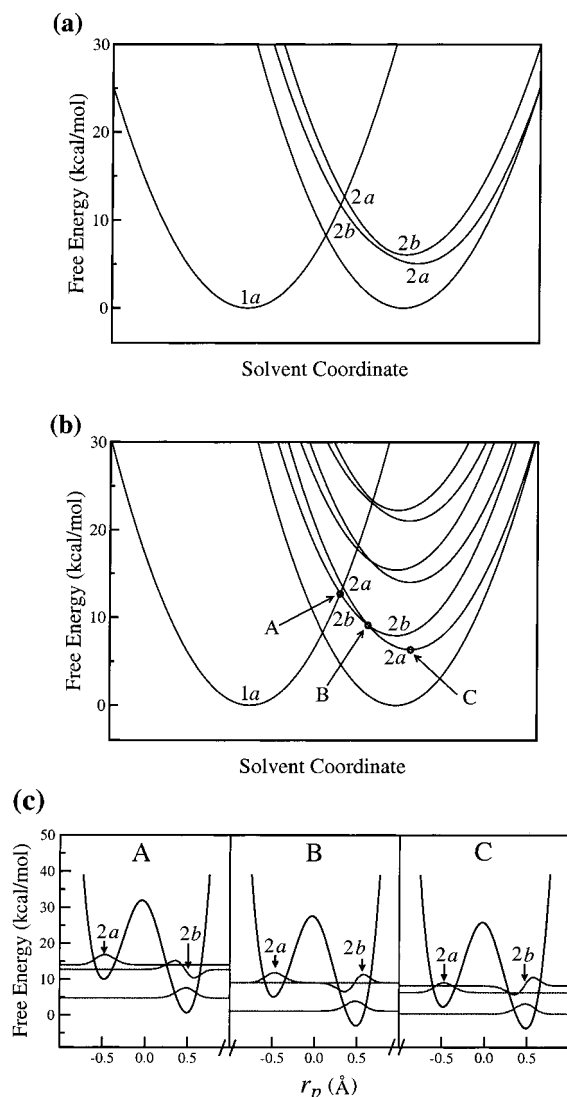 (a)
Free Energy (kcal/mol)
30
20
10
0
1a
2a
2b
2b
2a
Solvent Coordinate
(b)
Free Energy (kcal/mol)
30
20
10
0
A
B
C
1a
2a
2b
2b
2a
Solvent Coordinate
(c)
Free Energy (kcal/mol)
50
40
30
20
10
0
A
B
C
2a
2b
2a
2b
2a
2b
-0.5 0.0 0.5
-0.5 0.0 0.5
-0.5 0.0 0.5
rp (Å)